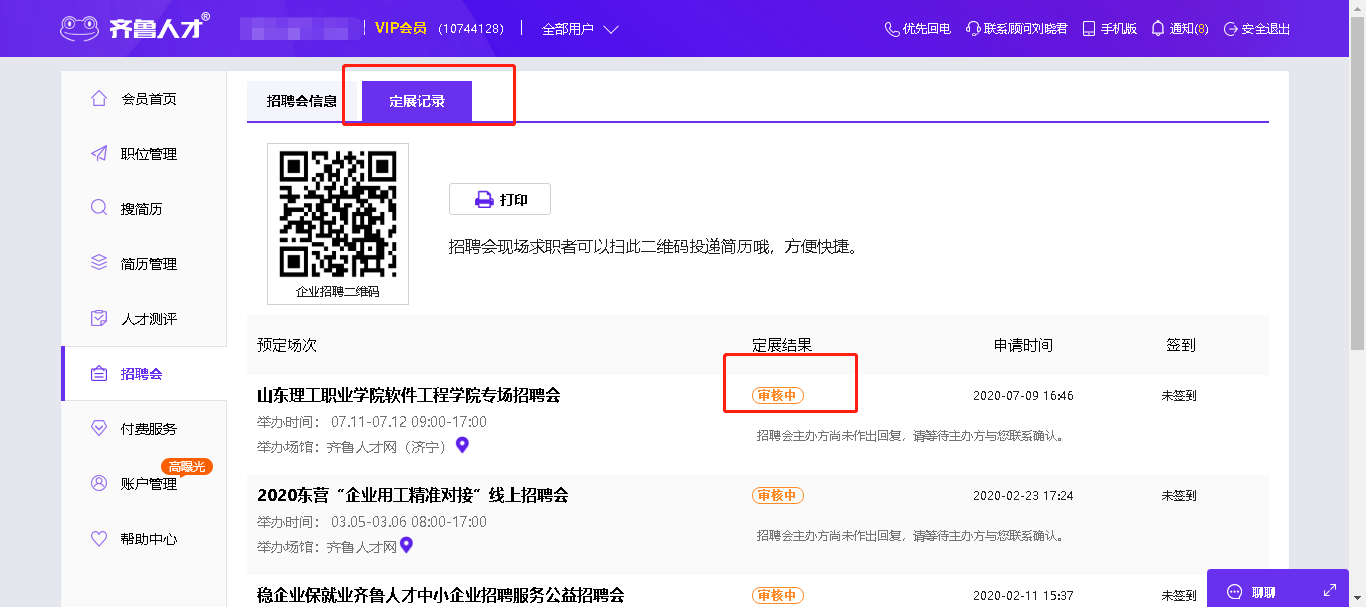 齐鲁人才®
VIP会员 (10744128)
全部用户
优先回电
联系顾问刘晓君
手机版
通知(8)
安全退出
会员首页
职位管理
搜简历
简历管理
人才测评
招聘会
付费服务
高曝光
账户管理
帮助中心
招聘会信息
定展记录
企业招聘二维码
打印
招聘会现场求职者可以扫此二维码投递简历哦，方便快捷。
预定场次 定展结果 申请时间 签到
山东理工职业学院软件工程学院专场招聘会 审核中 2020-07-09 16:46 未签到
举办时间： 07.11-07.12 09:00-17:00
招聘会主办方尚未作出回复，请等待主办方与您联系确认。
举办场馆：齐鲁人才网（济宁）
2020东营“企业用工精准对接”线上招聘会 审核中 2020-02-23 17:24 未签到
举办时间： 03.05-03.06 08:00-17:00
招聘会主办方尚未作出回复，请等待主办方与您联系确认。
举办场馆：齐鲁人才网
稳企业保就业齐鲁人才中小企业招聘服务公益招聘会 审核中 2020-02-11 15:37 未签到
聊聊